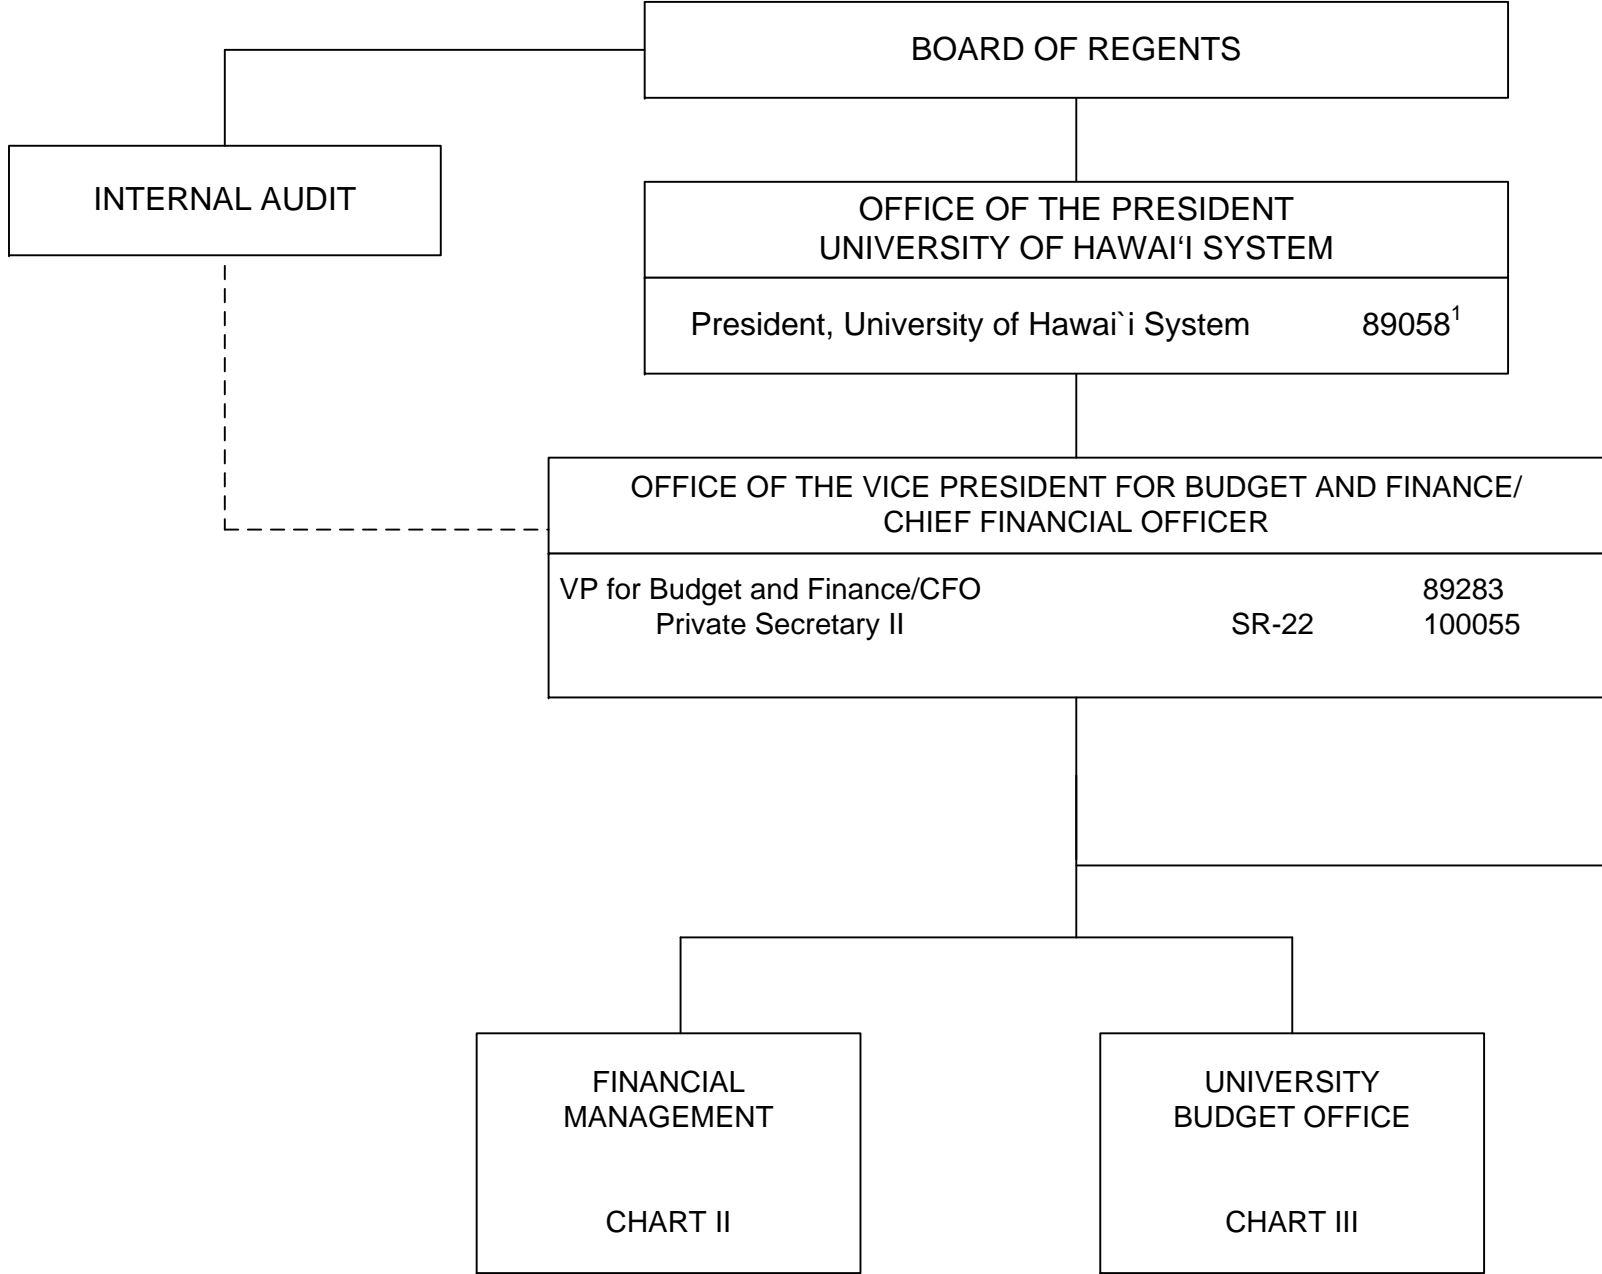 BOARD OF REGENTS
INTERNAL AUDIT
OFFICE OF THE PRESIDENT
UNIVERSITY OF HAWAI‘I SYSTEM
President, University of Hawai`i System 89058¹
OFFICE OF THE VICE PRESIDENT FOR BUDGET AND FINANCE/
CHIEF FINANCIAL OFFICER
VP for Budget and Finance/CFO 89283
Private Secretary II SR-22 100055
FINANCIAL
MANAGEMENT
CHART II
UNIVERSITY
BUDGET OFFICE
CHART III